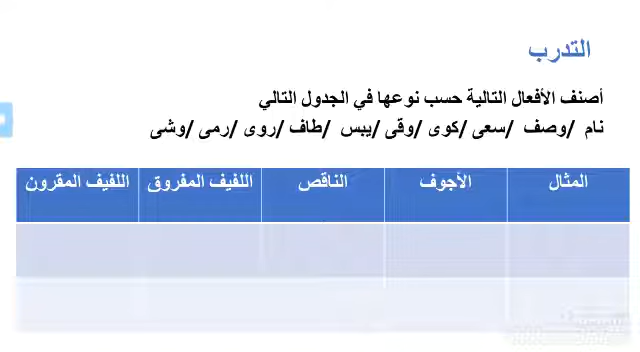 التدرب
أصنف الأفعال التالية حسب نوعها في الجدول التالي
نام /وصف /سعى /كوى /وقى /يبس /طاف /روى /رمى /وشى
المثال الأجوف الناقص اللفيف المفروق اللفيف المقرون